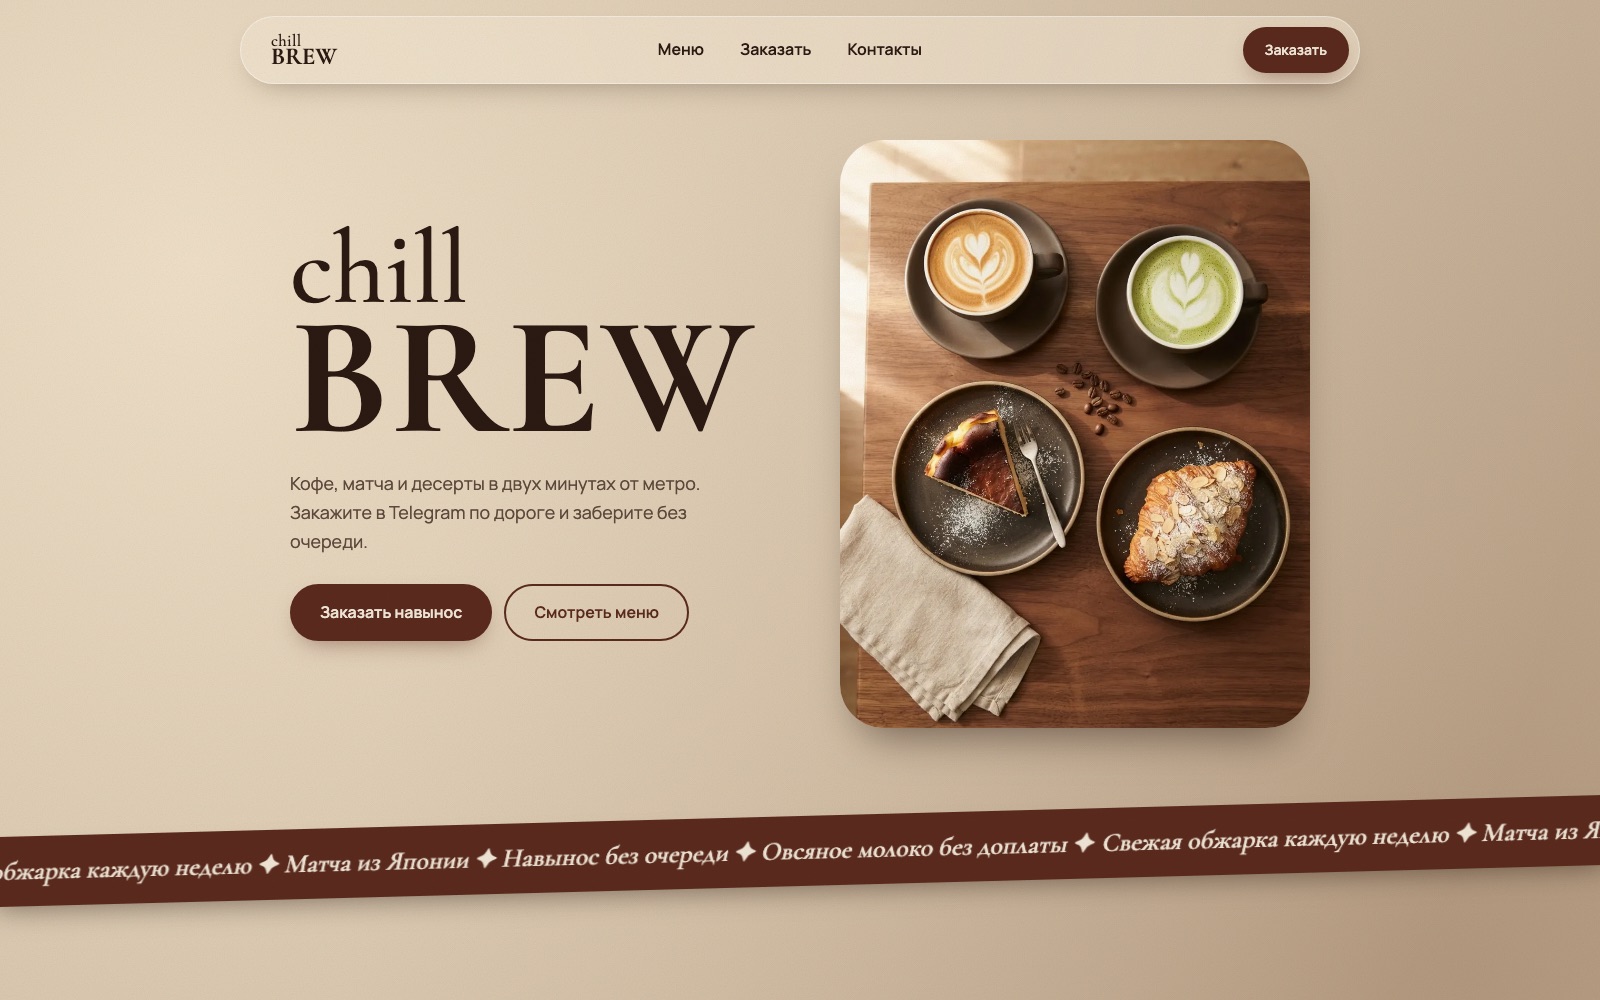 chill
BREW
Меню
Заказать
Контакты
Заказать
chill
BREW
Кофе, матча и десерты в двух минутах от метро.
Закажите в Telegram по дороге и заберите без
очереди.
Заказать навынос
Смотреть меню
обжарка каждую неделю ✦ Матча из Японии ✦ Навынос без очереди ✦ Овсяное молоко без доплаты ✦ Свежая обжарка каждую неделю ✦ Матча из Я